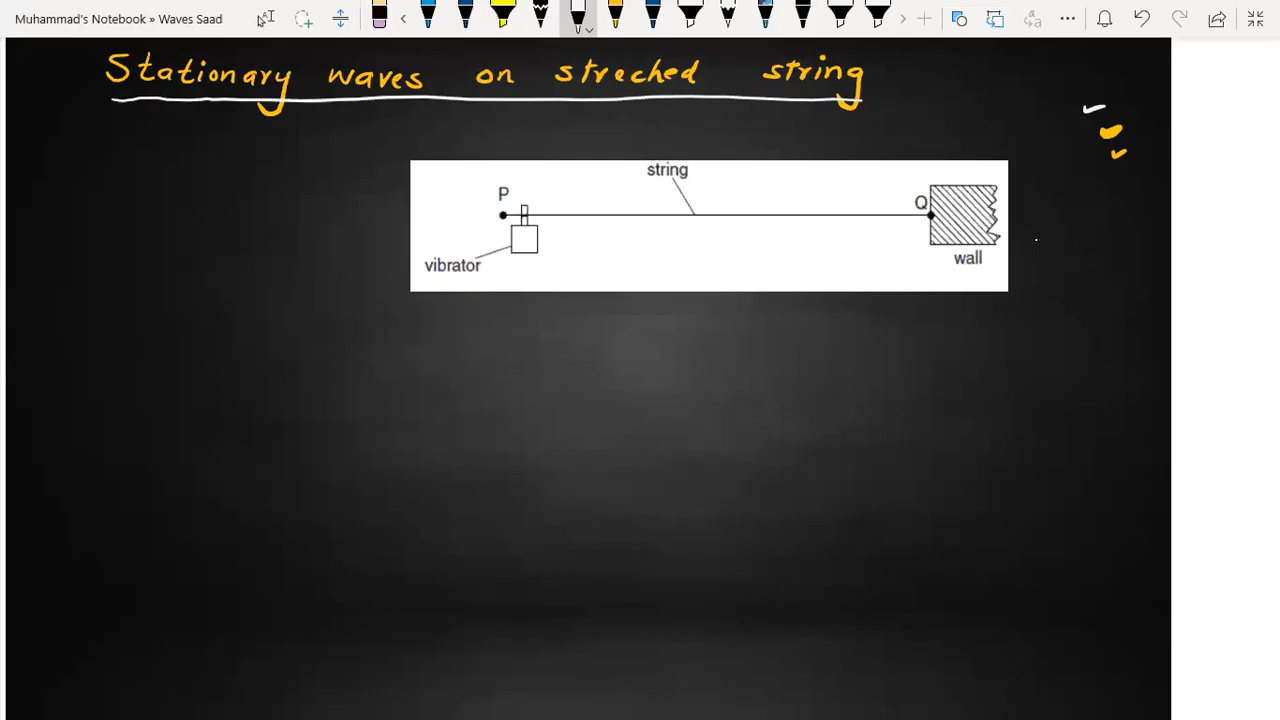 Muhammad's Notebook » Waves Saad
Stationary waves on streched string
string
P
Q
vibrator
wall